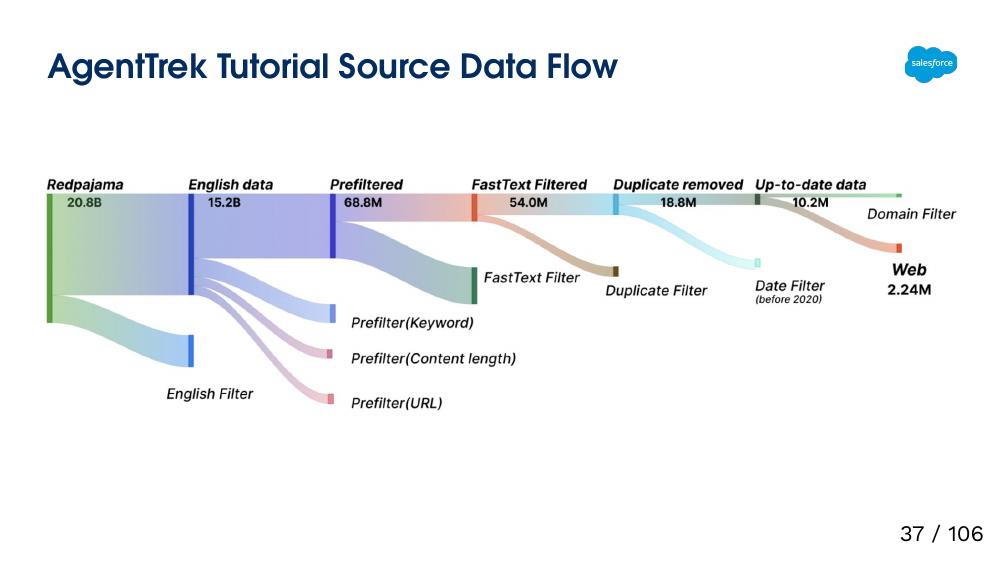 AgentTrek Tutorial Source Data Flow
salesforce
Redpajama
20.8B
English data
15.2B
Prefiltered
68.8M
FastText Filtered
54.0M
Duplicate removed
18.8M
Up-to-date data
10.2M
Domain Filter
Web
2.24M
FastText Filter
Duplicate Filter
Date Filter
(before 2020)
Prefilter(Keyword)
Prefilter(Content length)
English Filter
Prefilter(URL)
37 / 106